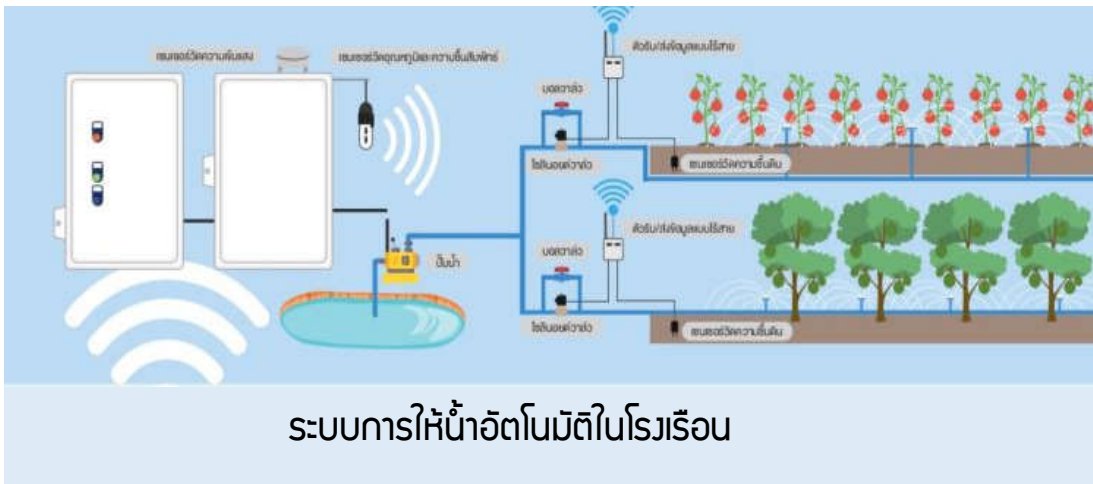 เซนเซอร์วัดความเข้มแสง
เซนเซอร์วัดอุณหภูมิและความชื้นสัมพัทธ์
ตัวรับ/ส่งข้อมูลแบบไร้สาย
บอลวาล์ว
โซลินอยด์วาล์ว
เซนเซอร์วัดความชื้นดิน
ปั๊มน้ำ
ตัวรับ/ส่งข้อมูลแบบไร้สาย
บอลวาล์ว
โซลินอยด์วาล์ว
เซนเซอร์วัดความชื้นดิน
ระบบการให้น้ำอัตโนมัติในโรงเรือน